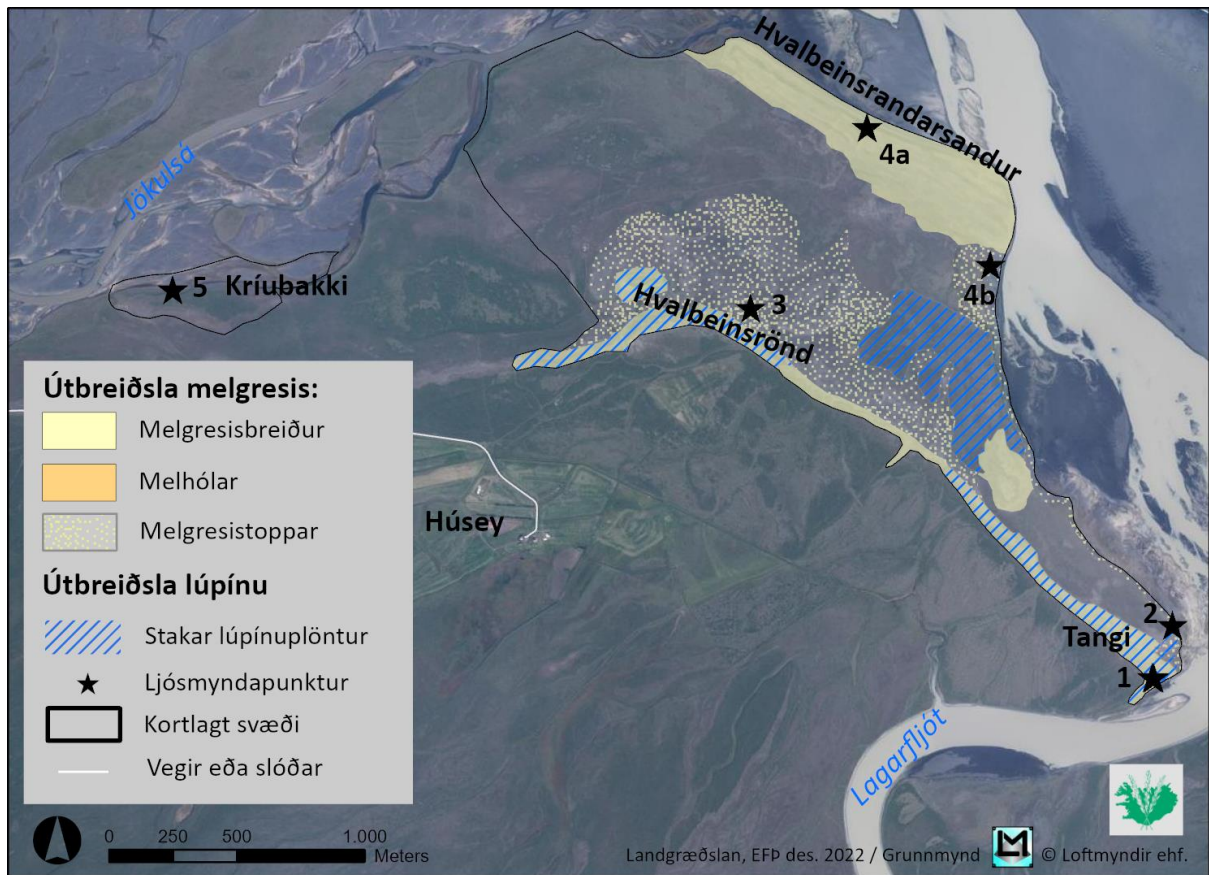 Hvalbeinsrandarsandur
4a
Jökulsá
5 Kríubakki
4b
3
Hvalbeinsrönd
Útbreiðsla melgresis:
Melgresisbreiður
Melhólar
Melgresistoppar
Húsey
Útbreiðsla lúpínu
Stakar lúpínuplöntur
Ljósmyndapunktur
Kortlagt svæði
Vegir eða slóðar
2
Tangi
1
Lagarfljót
0 250 500 1.000
Meters
Landgræðslan, EFÞ des. 2022 / Grunnmynd LM © Loftmyndir ehf.